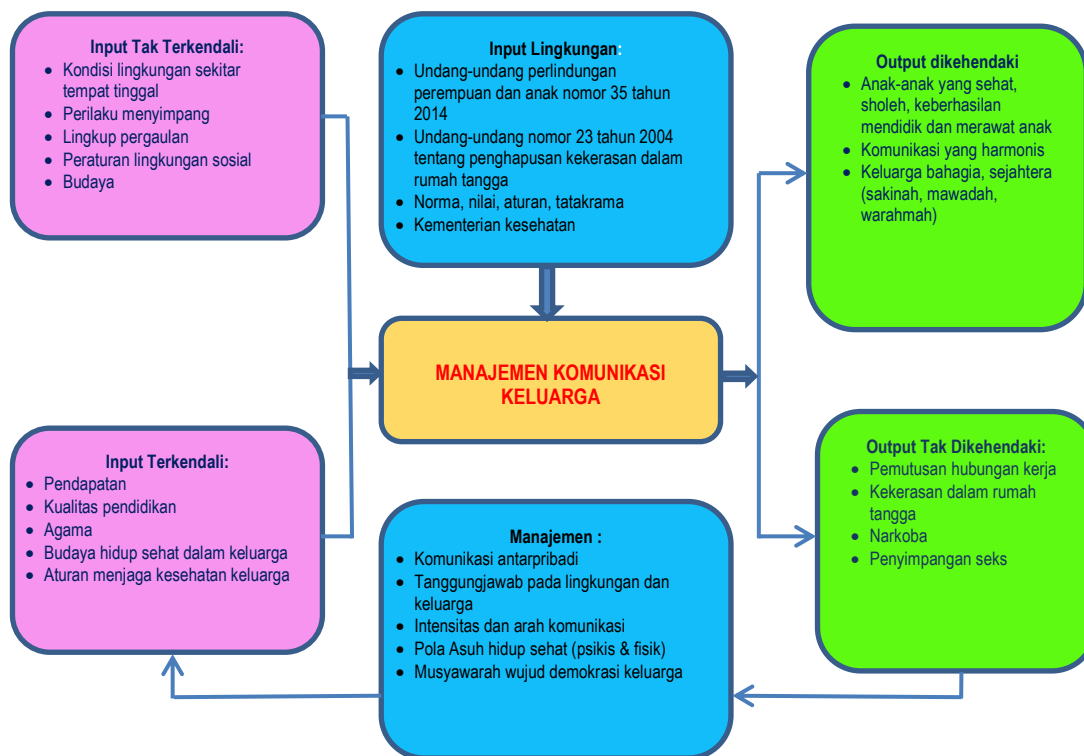 Input Tak Terkendali:
• Kondisi lingkungan sekitar
tempat tinggal
• Perilaku menyimpang
• Lingkup pergaulan
• Peraturan lingkungan sosial
• Budaya
Input Lingkungan:
• Undang-undang perlindungan
perempuan dan anak nomor 35 tahun
2014
• Undang-undang nomor 23 tahun 2004
tentang penghapusan kekerasan dalam
rumah tangga
• Norma, nilai, aturan, tatakrama
• Kementerian kesehatan
Output dikehendaki
• Anak-anak yang sehat,
sholeh, keberhasilan
mendidik dan merawat anak
• Komunikasi yang harmonis
• Keluarga bahagia, sejahtera
(sakinah, mawadah,
warahmah)
MANAJEMEN KOMUNIKASI
KELUARGA
Input Terkendali:
• Pendapatan
• Kualitas pendidikan
• Agama
• Budaya hidup sehat dalam keluarga
• Aturan menjaga kesehatan keluarga
Manajemen :
• Komunikasi antarpribadi
• Tanggungjawab pada lingkungan dan
keluarga
• Intensitas dan arah komunikasi
• Pola Asuh hidup sehat (psikis & fisik)
• Musyawarah wujud demokrasi keluarga
Output Tak Dikehendaki:
• Pemutusan hubungan kerja
• Kekerasan dalam rumah
tangga
• Narkoba
• Penyimpangan seks